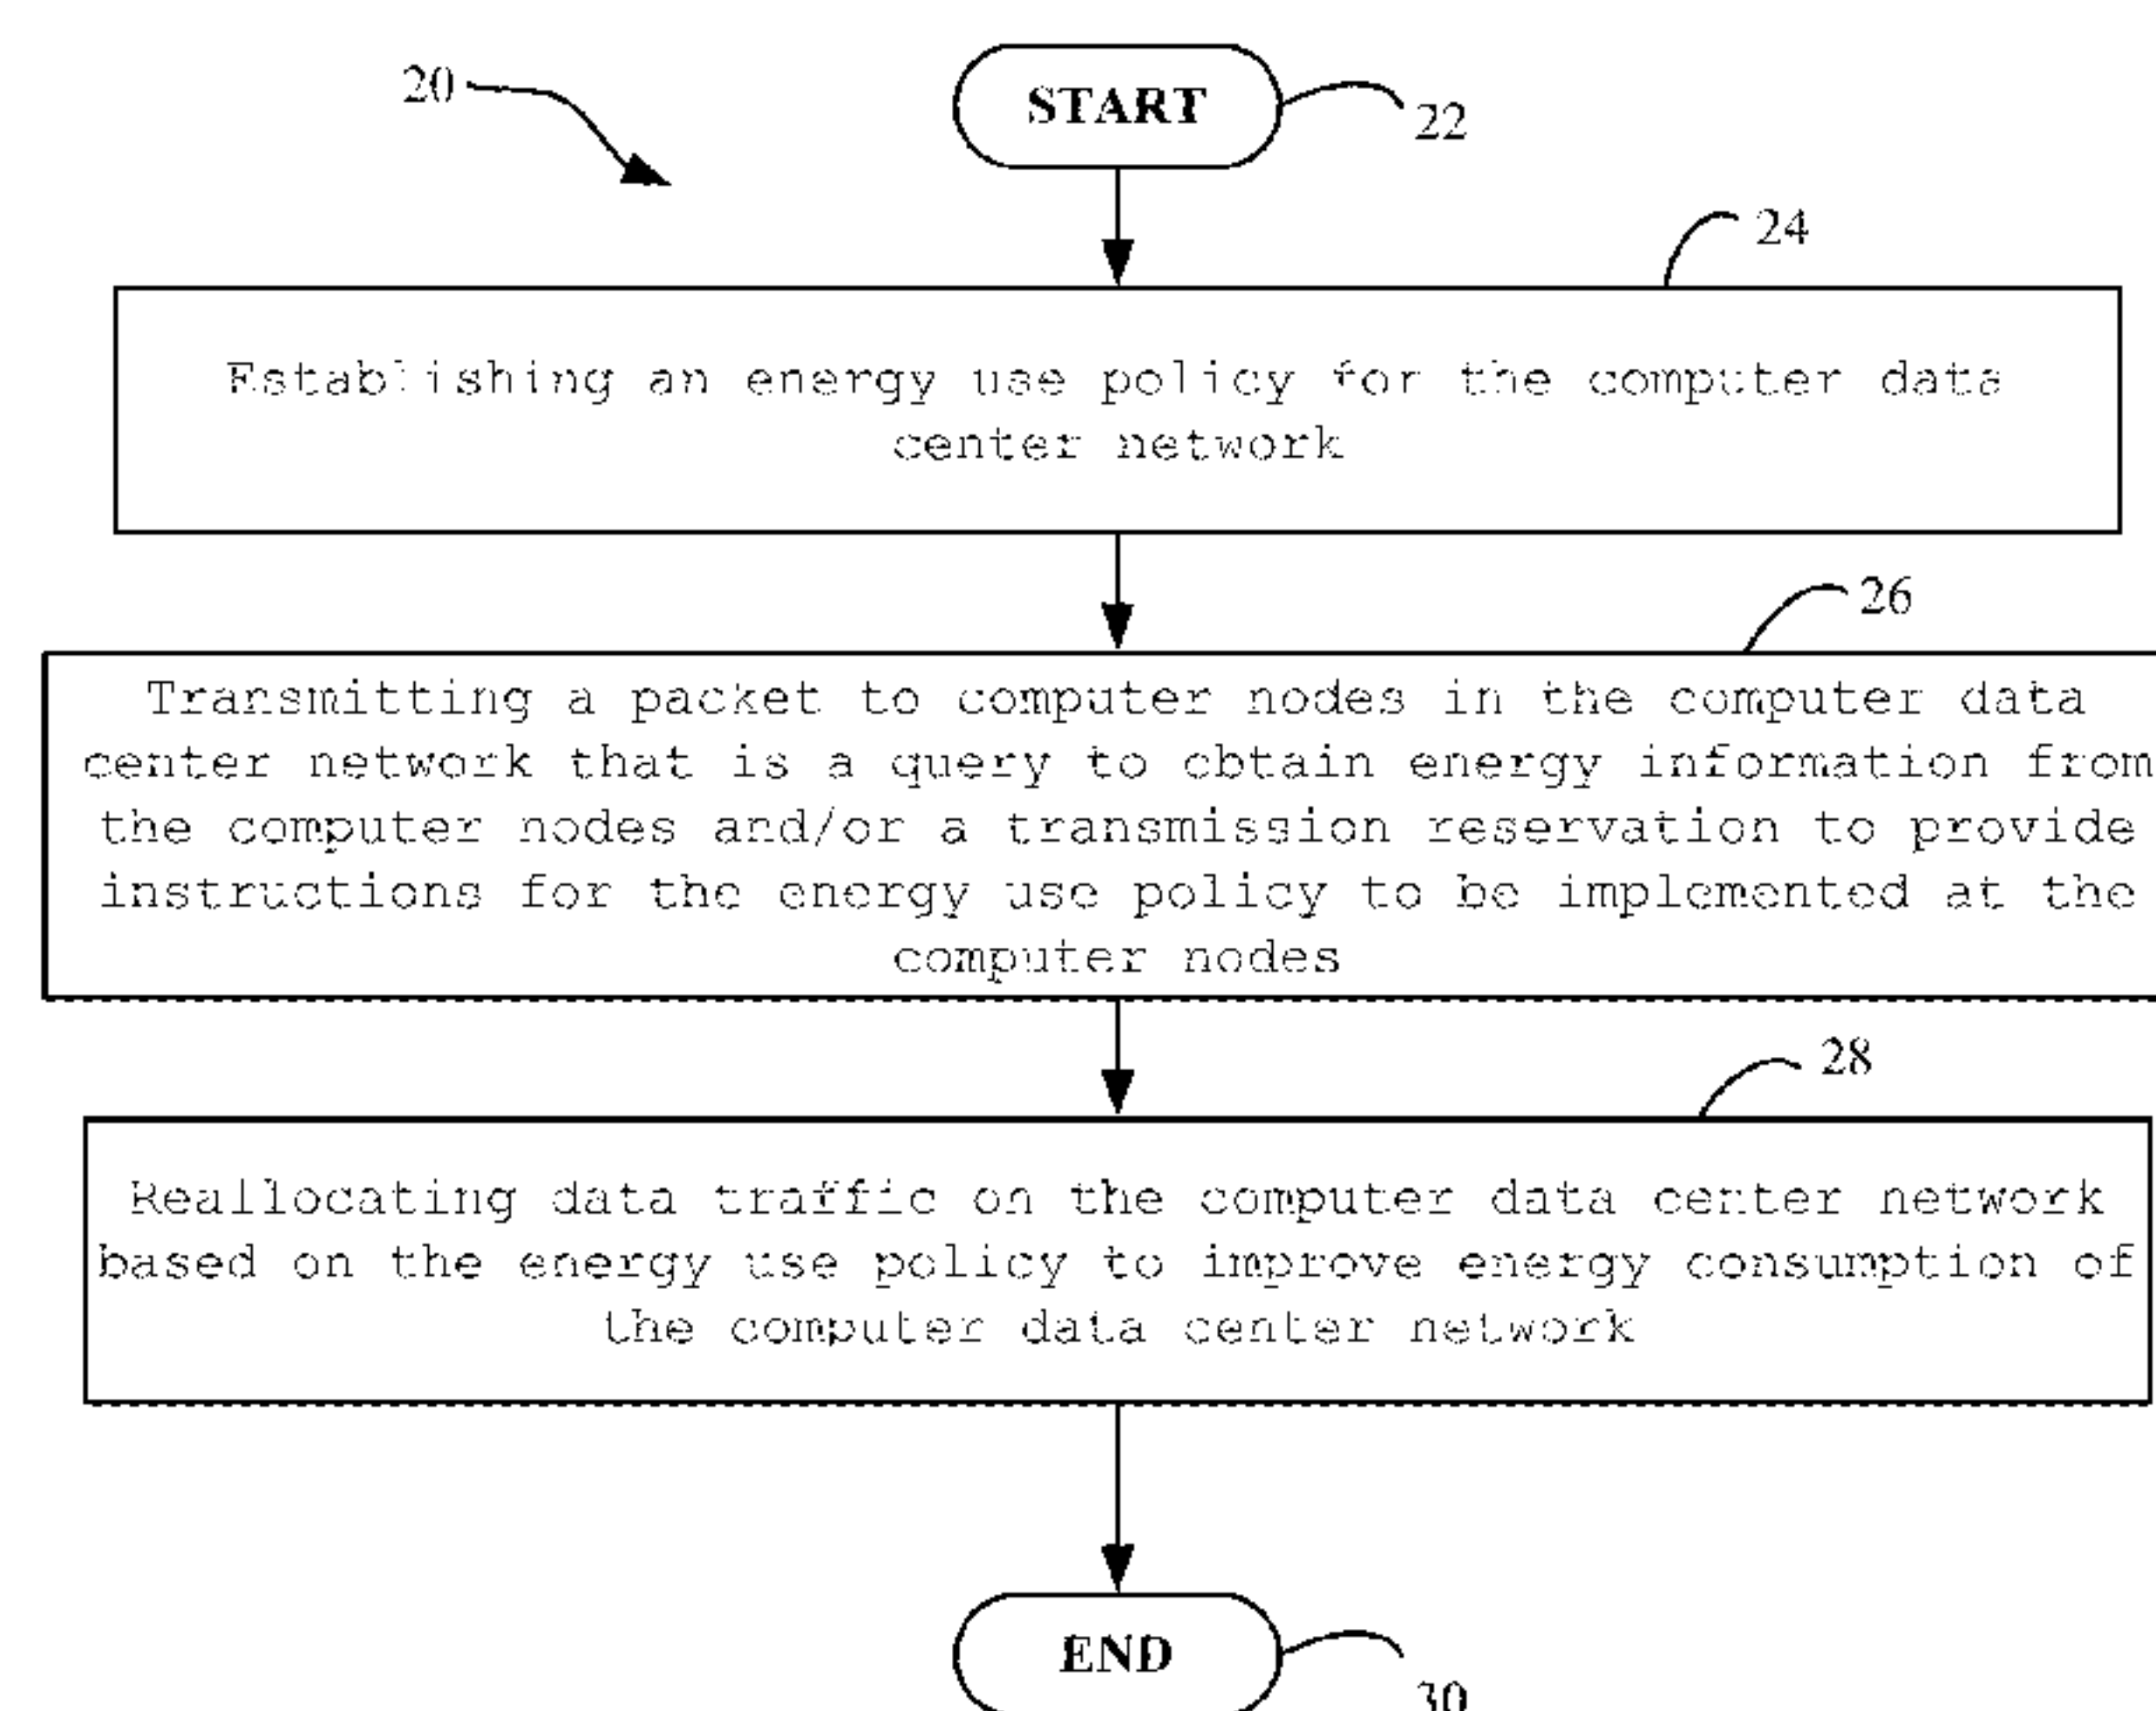 20
START
22
24
Establishing an energy use policy for the computer data
center network
26
Transmitting a packet to computer nodes in the computer data
center network that is a query to obtain energy information from
the computer nodes and/or a transmission reservation to provide
instructions for the energy use policy to be implemented at the
computer nodes
28
Reallocating data traffic on the computer data center network
based on the energy use policy to improve energy consumption of
the computer data center network
END
30